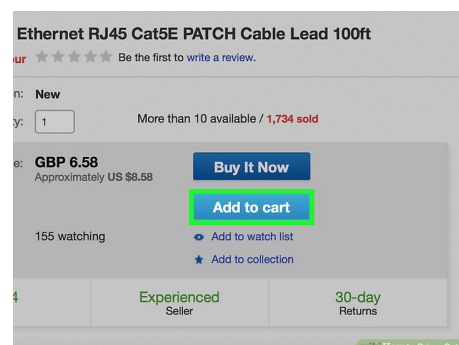 Ethernet RJ45 Cat5E PATCH Cable Lead 100ft
Be the first to write a review.
New
1
More than 10 available / 1,734 sold
GBP 6.58
Buy It Now
Approximately US $8.58
Add to cart
155 watching
Add to watch list
Add to collection
4 Experienced 30-day
Seller Returns